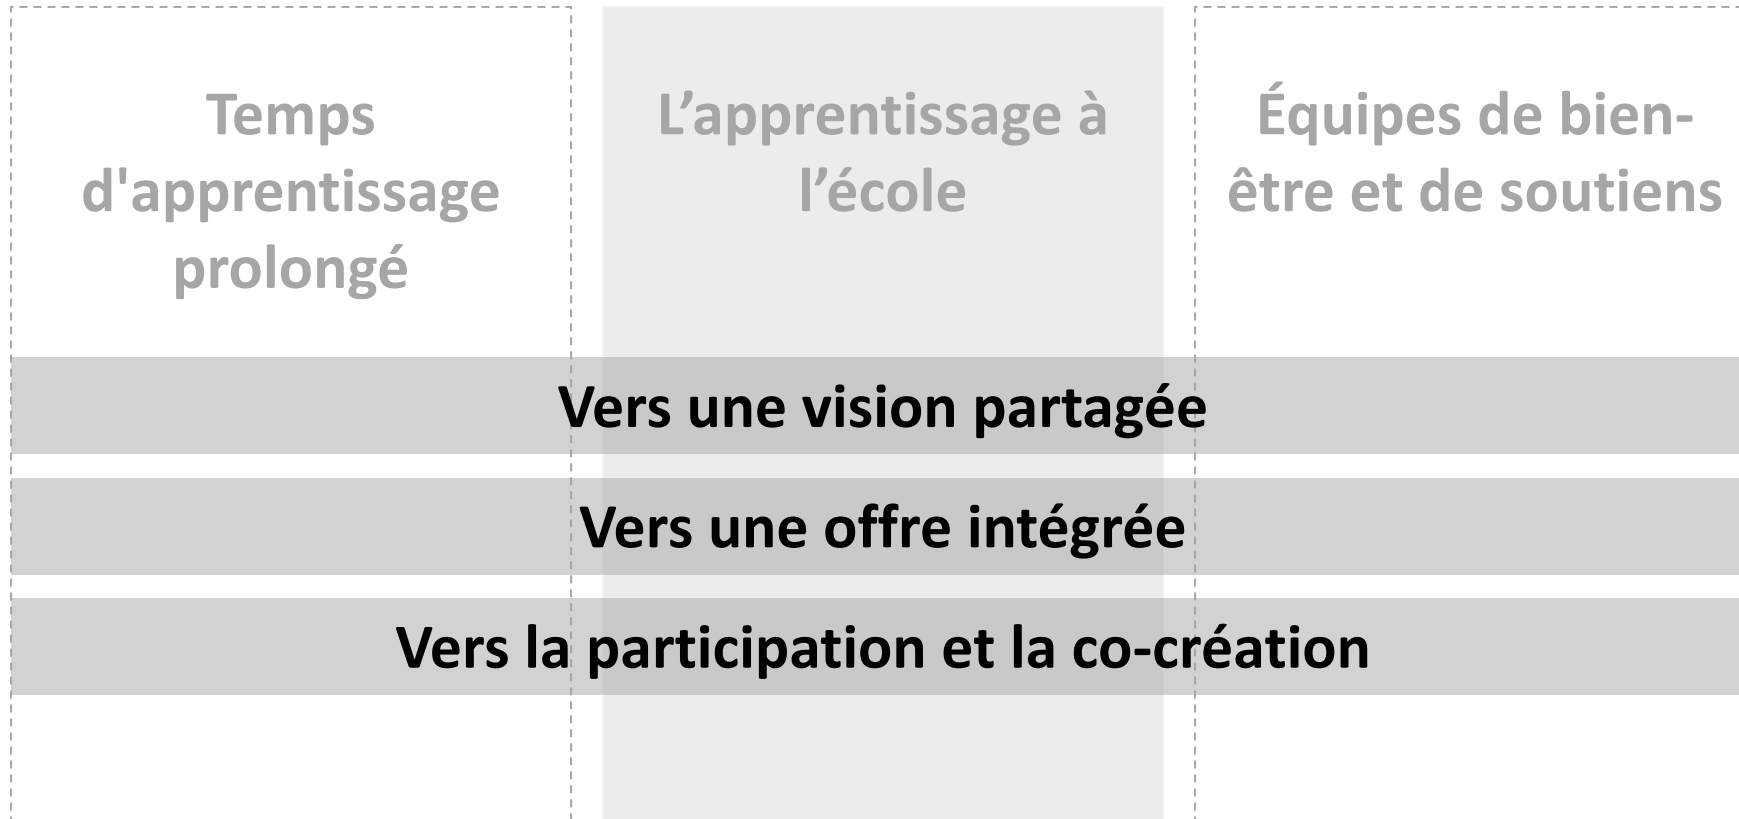 Temps
d'apprentissage
prolongé
L’apprentissage à
l’école
Équipes de bien-
être et de soutiens
Vers une vision partagée
Vers une offre intégrée
Vers la participation et la co-création